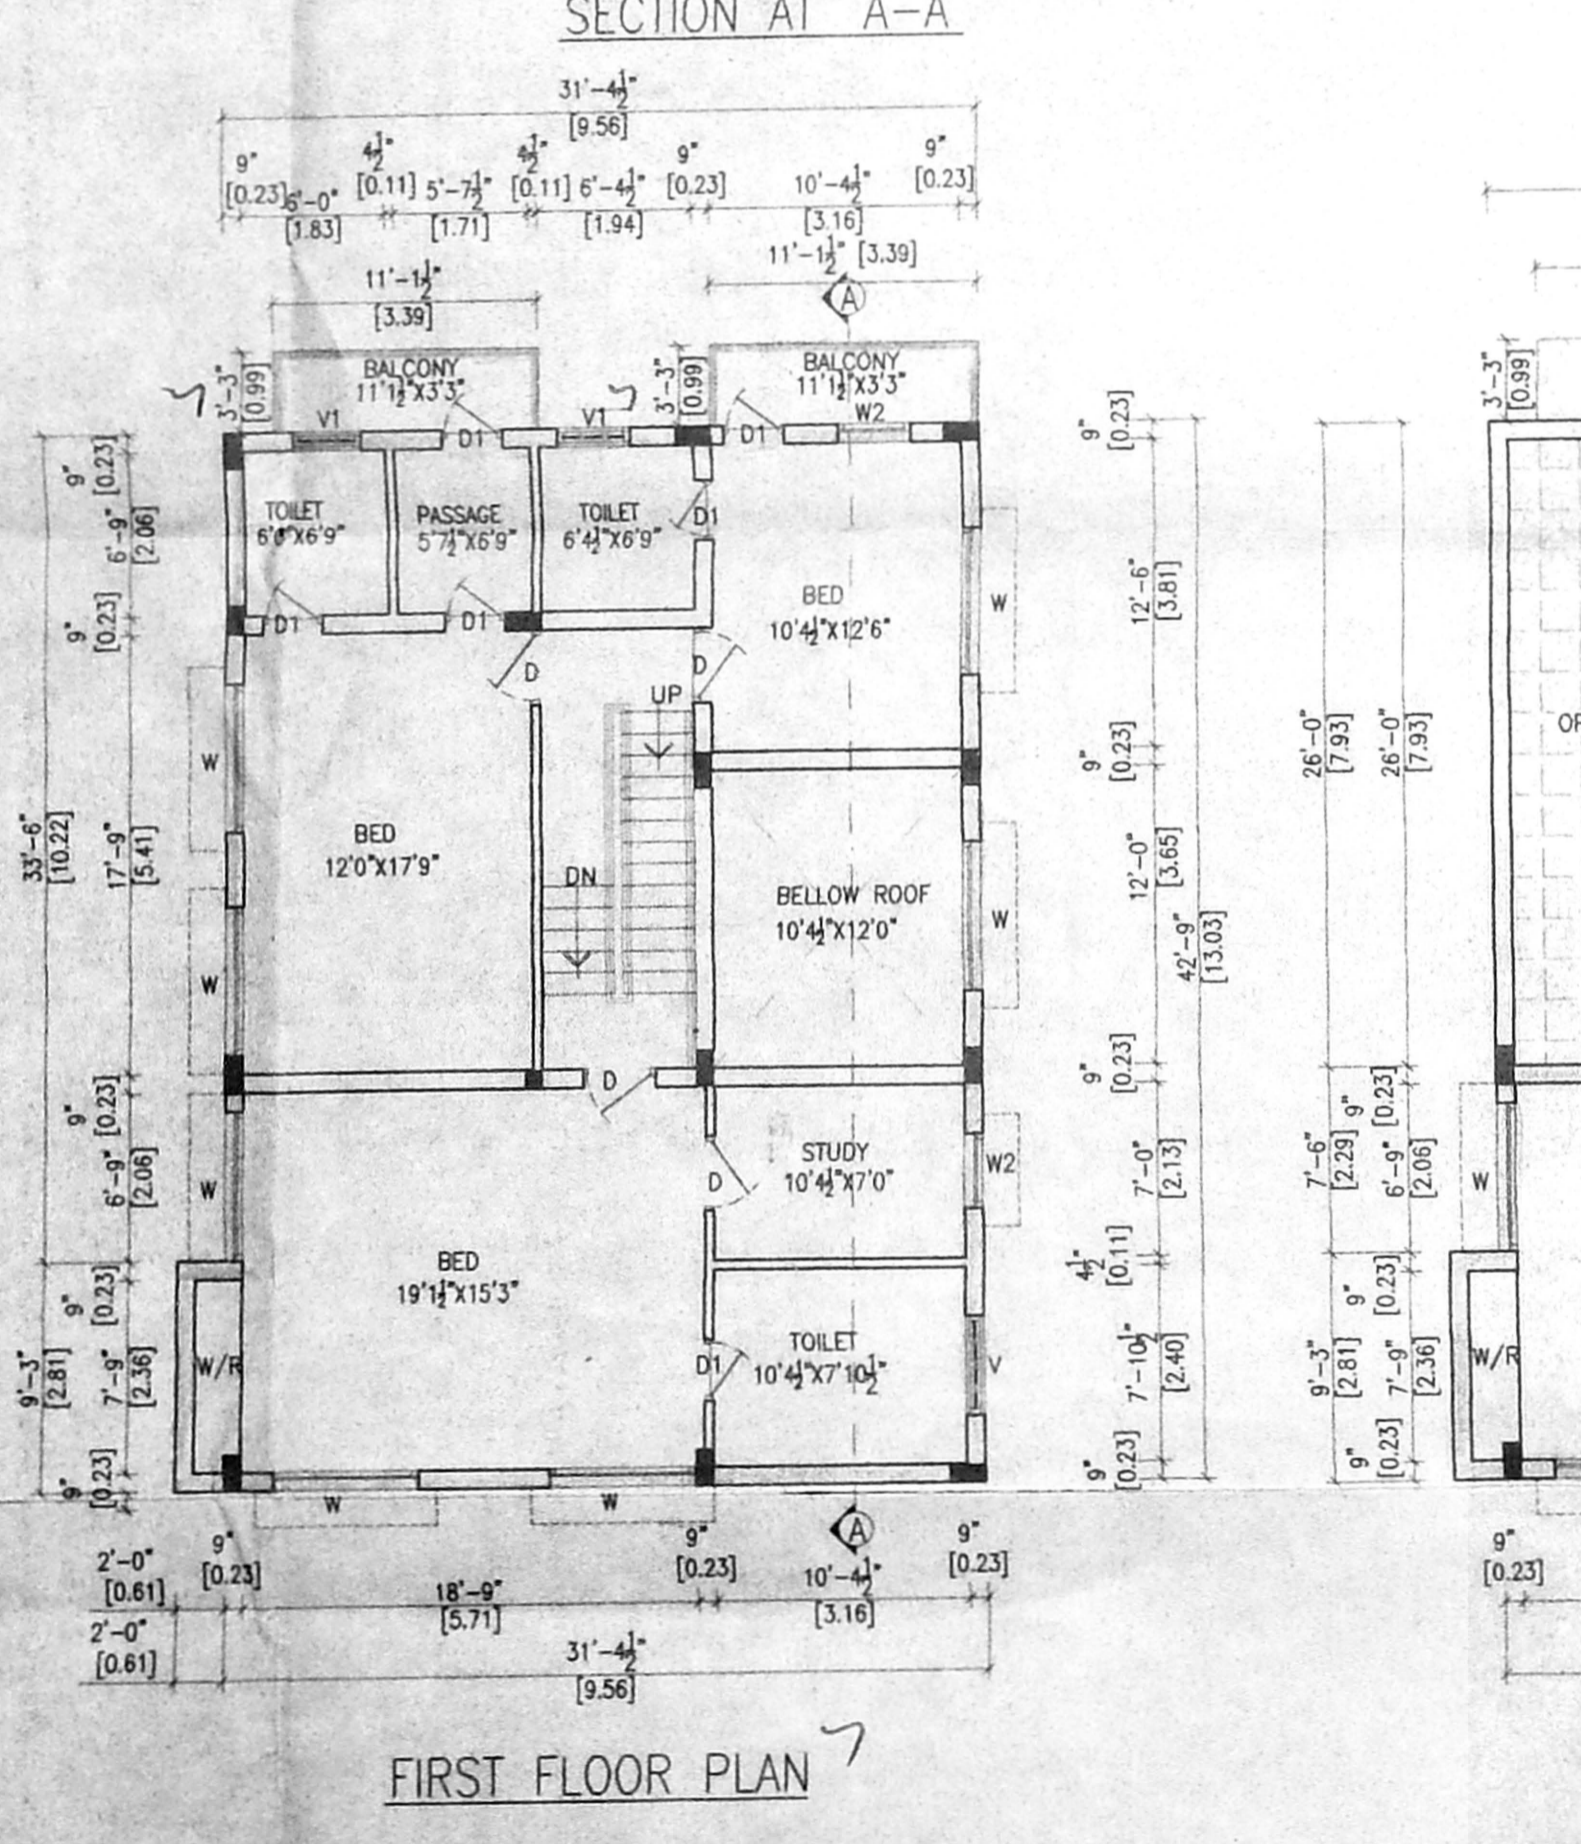 SECTION AT A-A
31'-4½"
[9.56]
9"
[0.23]
6'-0"
[1.83]
4½"
[0.11]
5'-7½"
[1.71]
4½"
[0.11]
6'-4½"
[1.94]
9"
[0.23]
10'-4½"
[3.16]
9"
[0.23]
11'-1½" [3.39]
11'-1½"
[3.39]
A
3'-3"
[0.99]
BALCONY
11'1½"X3'3"
V1
D1
V1
3'-3"
[0.99]
BALCONY
11'1½"X3'3"
D1
W2
TOILET
6'0"X6'9"
D1
PASSAGE
5'7½"X6'9"
D1
TOILET
6'4½"X6'9"
D1
BED
10'4½"X12'6"
W
D
D
UP
DN
BED
12'0"X17'9"
W
W
BELLOW ROOF
10'4½"X12'0"
W
D
STUDY
10'4½"X7'0"
D
W2
BED
19'1½"X15'3"
W
W/R
TOILET
10'4½"X7'10½"
D1
V
W
W
A
33'-6"
[10.22]
9'-3"
[2.81]
9"
[0.23]
6'-9"
[2.06]
9"
[0.23]
17'-9"
[5.41]
9"
[0.23]
6'-9"
[2.06]
9"
[0.23]
7'-9"
[2.36]
9"
[0.23]
9"
[0.23]
12'-6"
[3.81]
9"
[0.23]
12'-0"
[3.65]
9"
[0.23]
7'-0"
[2.13]
4½"
[0.11]
7'-10½"
[2.40]
9"
[0.23]
42'-9"
[13.03]
2'-0"
[0.61]
9"
[0.23]
18'-9"
[5.71]
9"
[0.23]
10'-4½"
[3.16]
9"
[0.23]
2'-0"
[0.61]
31'-4½"
[9.56]
FIRST FLOOR PLAN
3'-3"
[0.99]
26'-0"
[7.93]
26'-0"
[7.93]
OP
7'-6"
[2.29]
9"
[0.23]
6'-9"
[2.06]
W
9'-3"
[2.81]
9"
[0.23]
7'-9"
[2.36]
W/R
9"
[0.23]
9"
[0.23]